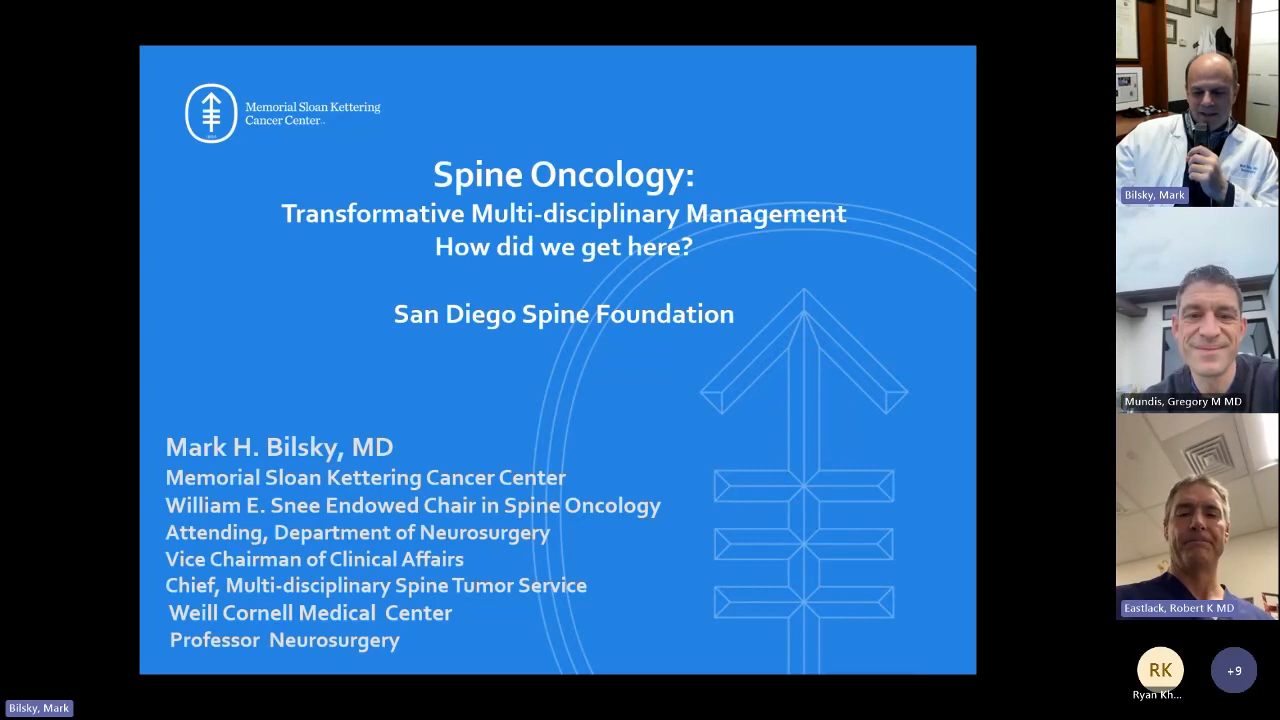 Memorial Sloan Kettering
Cancer Center
Spine Oncology:
Transformative Multi-disciplinary Management
How did we get here?
San Diego Spine Foundation
Mark H. Bilsky, MD
Memorial Sloan Kettering Cancer Center
William E. Snee Endowed Chair in Spine Oncology
Attending, Department of Neurosurgery
Vice Chairman of Clinical Affairs
Chief, Multi-disciplinary Spine Tumor Service
Weill Cornell Medical Center
Professor Neurosurgery
Bilsky, Mark
Mundis, Gregory M MD
Eastlack, Robert K MD
RK
+9
Ryan Kh...
Bilsky, Mark